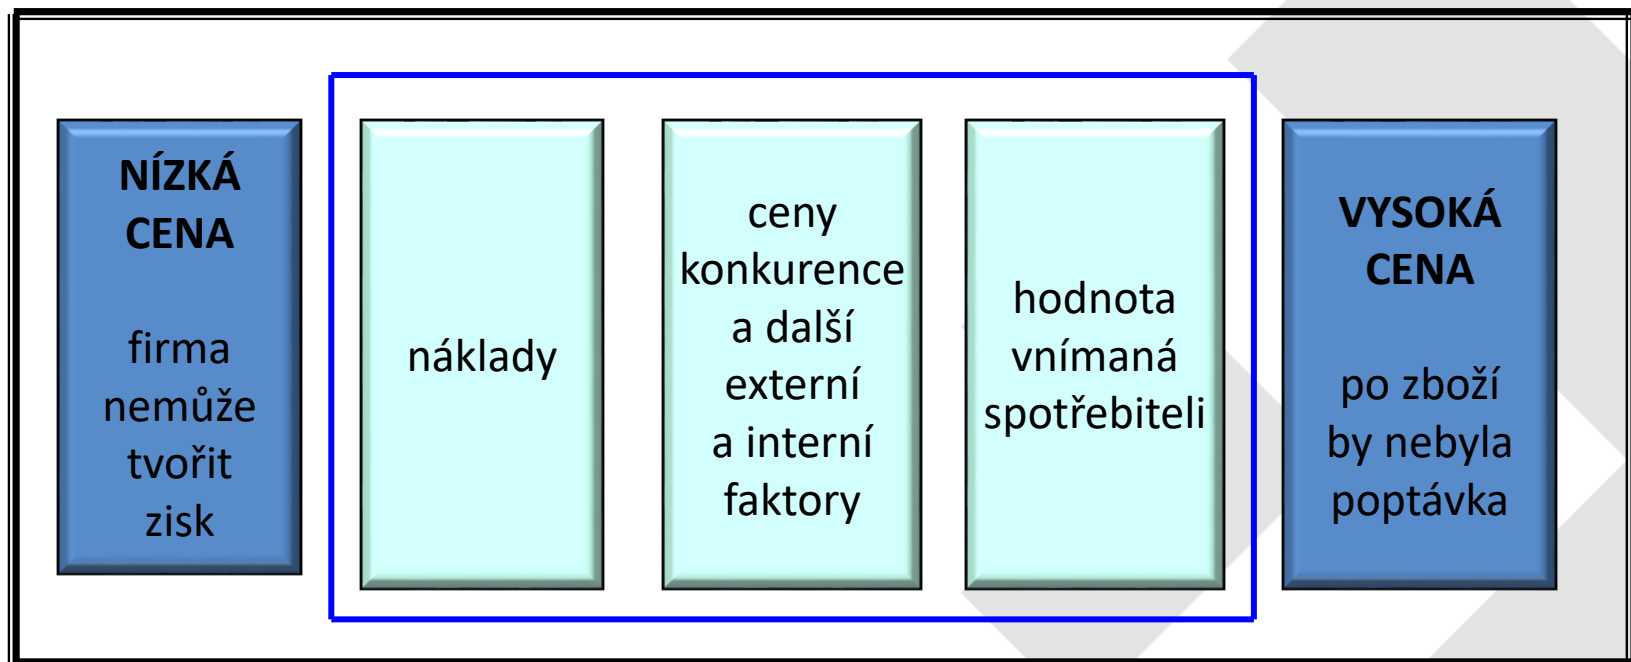 NÍZKÁ
CENA
firma
nemůže
tvořit
zisk
náklady
ceny
konkurence
a další
externí
a interní
faktory
hodnota
vnímaná
spotřebiteli
VYSOKÁ
CENA
po zboží
by nebyla
poptávka